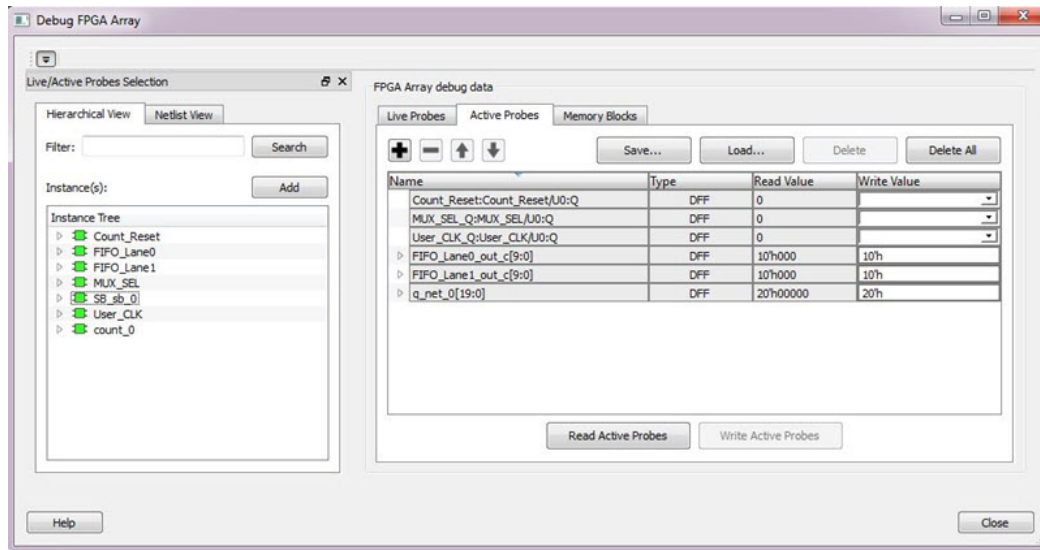 Debug FPGA Array
Live/Active Probes Selection
Hierarchical View Netlist View
Filter: Search
Instance(s): Add
Instance Tree
Count_Reset
FIFO_Lane0
FIFO_Lane1
MUX_SEL
SB_sb_0
User_CLK
count_0
FPGA Array debug data
Live Probes Active Probes Memory Blocks
Save... Load... Delete Delete All
Name Type Read Value Write Value
Count_Reset:Count_Reset/U0:Q DFF 0
MUX_SEL_Q:MUX_SEL/U0:Q DFF 0
User_CLK_Q:User_CLK/U0:Q DFF 0
FIFO_Lane0_out_c[9:0] DFF 10'h000 10'h
FIFO_Lane1_out_c[9:0] DFF 10'h000 10'h
q_net_0[19:0] DFF 20'h00000 20'h
Read Active Probes Write Active Probes
Help Close